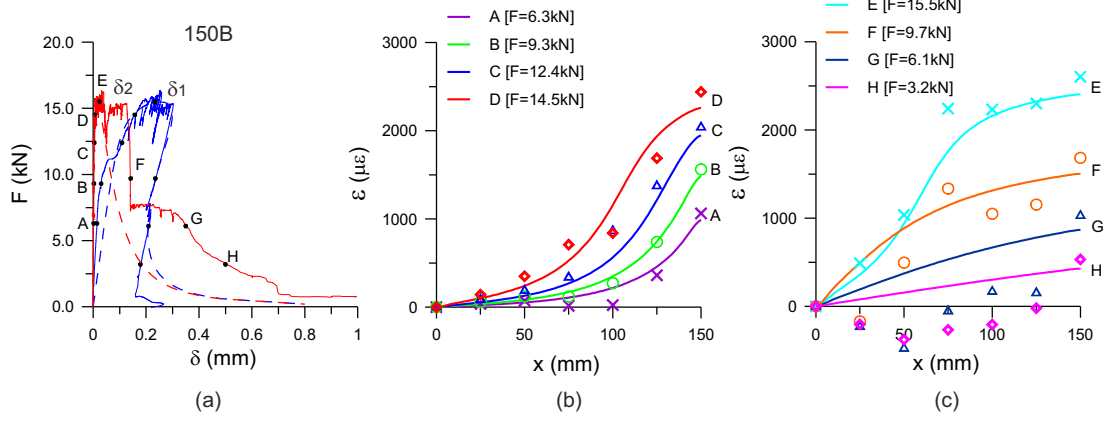 150B
20.0
15.0
10.0
5.0
0.0
F (kN)
E
δ2
δ1
D
C
B
F
A
G
H
0
0.2
0.4
0.6
0.8
1
δ (mm)
(a)
A [F=6.3kN]
B [F=9.3kN]
C [F=12.4kN]
D [F=14.5kN]
3000
2000
1000
0
ε (με)
D
C
B
A
0
50
100
150
x (mm)
(b)
E [F=15.5kN]
F [F=9.7kN]
G [F=6.1kN]
H [F=3.2kN]
3000
2000
1000
0
ε (με)
E
F
G
H
0
50
100
150
x (mm)
(c)